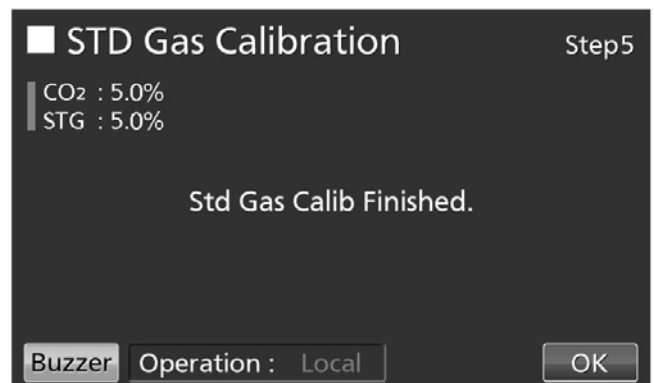 STD Gas Calibration Step5
CO₂ : 5.0%
STG : 5.0%
Std Gas Calib Finished.
Buzzer Operation : Local OK